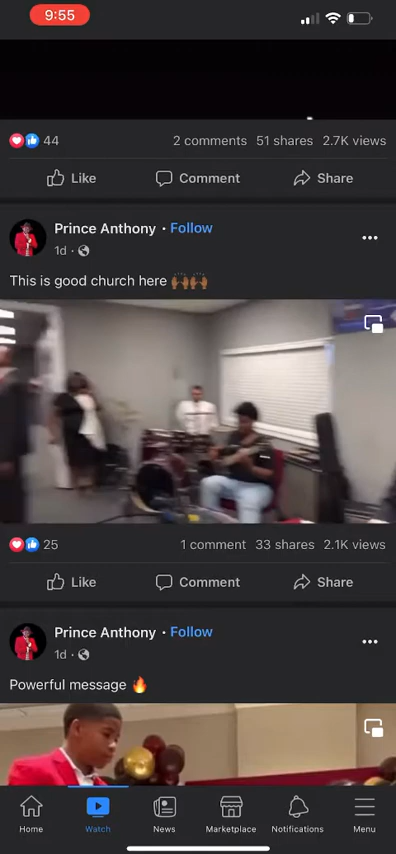 9:55
44 2 comments 51 shares 2.7K views
Like Comment Share
Prince Anthony · Follow
1d ·
This is good church here 🙌🏾🙌🏾
25 1 comment 33 shares 2.1K views
Like Comment Share
Prince Anthony · Follow
1d ·
Powerful message 🔥
Home Watch News Marketplace Notifications Menu